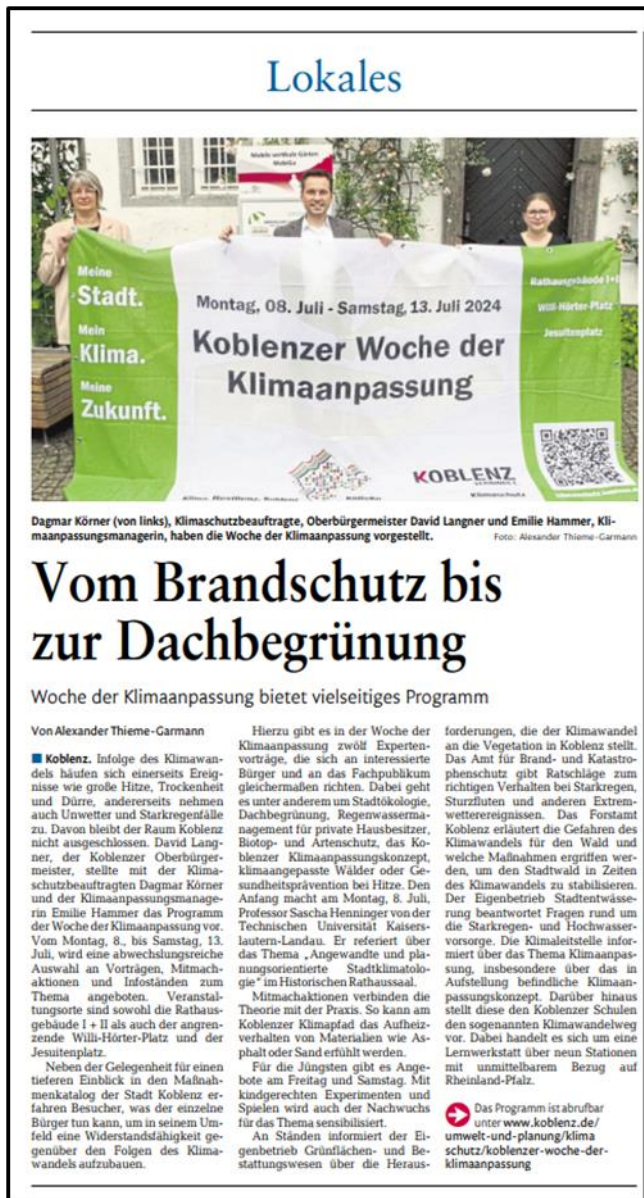 Lokales
Mobile vertikale Gärten
MobiGa
Meine
Stadt.
Mein
Klima.
Meine
Zukunft.
Montag, 08. Juli - Samstag, 13. Juli 2024
Koblenzer Woche der
Klimaanpassung
Rathausgebäude I+II
Willi-Hörter-Platz
Jesuitenplatz
KOBLENZ
Klimaschutz
Dagmar Körner (von links), Klimaschutzbeauftragte, Oberbürgermeister David Langner und Emilie Hammer, Kli-
maanpassungsmanagerin, haben die Woche der Klimaanpassung vorgestellt.
Foto: Alexander Thieme-Garmann
Vom Brandschutz bis
zur Dachbegrünung
Woche der Klimaanpassung bietet vielseitiges Programm
Von Alexander Thieme-Garmann
Koblenz. Infolge des Klimawan-
dels häufen sich einerseits Ereig-
nisse wie große Hitze, Trockenheit
und Dürre, andererseits nehmen
auch Unwetter und Starkregenfälle
zu. Davon bleibt der Raum Koblenz
nicht ausgeschlossen. David Lang-
ner, der Koblenzer Oberbürger-
meister, stellte mit der Klima-
schutzbeauftragten Dagmar Körner
und der Klimaanpassungsmanage-
rin Emilie Hammer das Programm
der Woche der Klimaanpassung vor.
Vom Montag, 8., bis Samstag, 13.
Juli, wird eine abwechslungsreiche
Auswahl an Vorträgen, Mitmach-
aktionen und Infoständen zum
Thema angeboten. Veranstal-
tungsorte sind sowohl die Rathaus-
gebäude I + II als auch der angren-
zende Willi-Hörter-Platz und der
Jesuitenplatz.
Neben der Gelegenheit für einen
tieferen Einblick in den Maßnah-
menkatalog der Stadt Koblenz er-
fahren Besucher, was der einzelne
Bürger tun kann, um in seinem Um-
feld eine Widerstandsfähigkeit ge-
genüber den Folgen des Klima-
wandels aufzubauen.
Hierzu gibt es in der Woche der
Klimaanpassung zwölf Experten-
vorträge, die sich an interessierte
Bürger und an das Fachpublikum
gleichermaßen richten. Dabei geht
es unter anderem um Stadtökologie,
Dachbegrünung, Regenwasserma-
nagement für private Hausbesitzer,
Biotop- und Artenschutz, das Ko-
blenzer Klimaanpassungskonzept,
klimaangepasste Wälder oder Ge-
sundheitsprävention bei Hitze. Den
Anfang macht am Montag, 8. Juli,
Professor Sascha Henninger von der
Technischen Universität Kaisers-
lautern-Landau. Er referiert über
das Thema „Angewandte und pla-
nungsorientierte Stadtklimatolo-
gie" im Historischen Rathaussaal.
Mitmachaktionen verbinden die
Theorie mit der Praxis. So kann am
Koblenzer Klimapfad das Aufheiz-
verhalten von Materialien wie As-
phalt oder Sand erfühlt werden.
Für die Jüngsten gibt es Ange-
bote am Freitag und Samstag. Mit
kindgerechten Experimenten und
Spielen wird auch der Nachwuchs
für das Thema sensibilisiert.
An Ständen informiert der Ei-
genbetrieb Grünflächen- und Be-
stattungswesen über die Heraus-
forderungen, die der Klimawandel
an die Vegetation in Koblenz stellt.
Das Amt für Brand- und Katastro-
phenschutz gibt Ratschläge zum
richtigen Verhalten bei Starkregen,
Sturzfluten und anderen Extrem-
wetterereignissen. Das Forstamt
Koblenz erläutert die Gefahren des
Klimawandels für den Wald und
welche Maßnahmen ergriffen wer-
den, um den Stadtwald in Zeiten
des Klimawandels zu stabilisieren.
Der Eigenbetrieb Stadtentwässe-
rung beantwortet Fragen rund um
die Starkregen- und Hochwasser-
vorsorge. Die Klimaleitstelle infor-
miert über das Thema Klimaanpas-
sung, insbesondere über das in
Aufstellung befindliche Klimaan-
passungskonzept. Darüber hinaus
stellt diese den Koblenzer Schulen
den sogenannten Klimawandelweg
vor. Dabei handelt es sich um eine
Lernwerkstatt über neun Stationen
mit unmittelbarem Bezug auf
Rheinland-Pfalz.
Das Programm ist abrufbar
unter www.koblenz.de/
umwelt-und-planung/klima
schutz/koblenzer-woche-der-
klimaanpassung